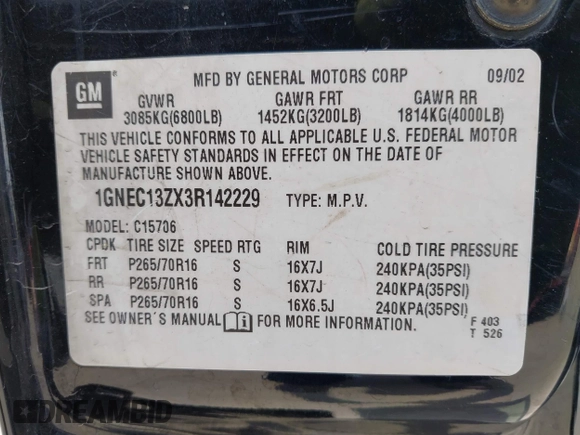 GM
MFD BY GENERAL MOTORS CORP 09/02
GVWR GAWR FRT GAWR RR
3085KG(6800LB) 1452KG(3200LB) 1814KG(4000LB)
THIS VEHICLE CONFORMS TO ALL APPLICABLE U.S. FEDERAL MOTOR
VEHICLE SAFETY STANDARDS IN EFFECT ON THE DATE OF
MANUFACTURE SHOWN ABOVE.
1GNEC13ZX3R142229 TYPE: M.P.V.
MODEL: C15706
CPDK TIRE SIZE SPEED RTG RIM COLD TIRE PRESSURE
FRT P265/70R16 S 16X7J 240KPA(35PSI)
RR P265/70R16 S 16X7J 240KPA(35PSI)
SPA P265/70R16 S 16X6.5J 240KPA(35PSI)
SEE OWNER'S MANUAL FOR MORE INFORMATION.
F 403
T 526
DREAMBID